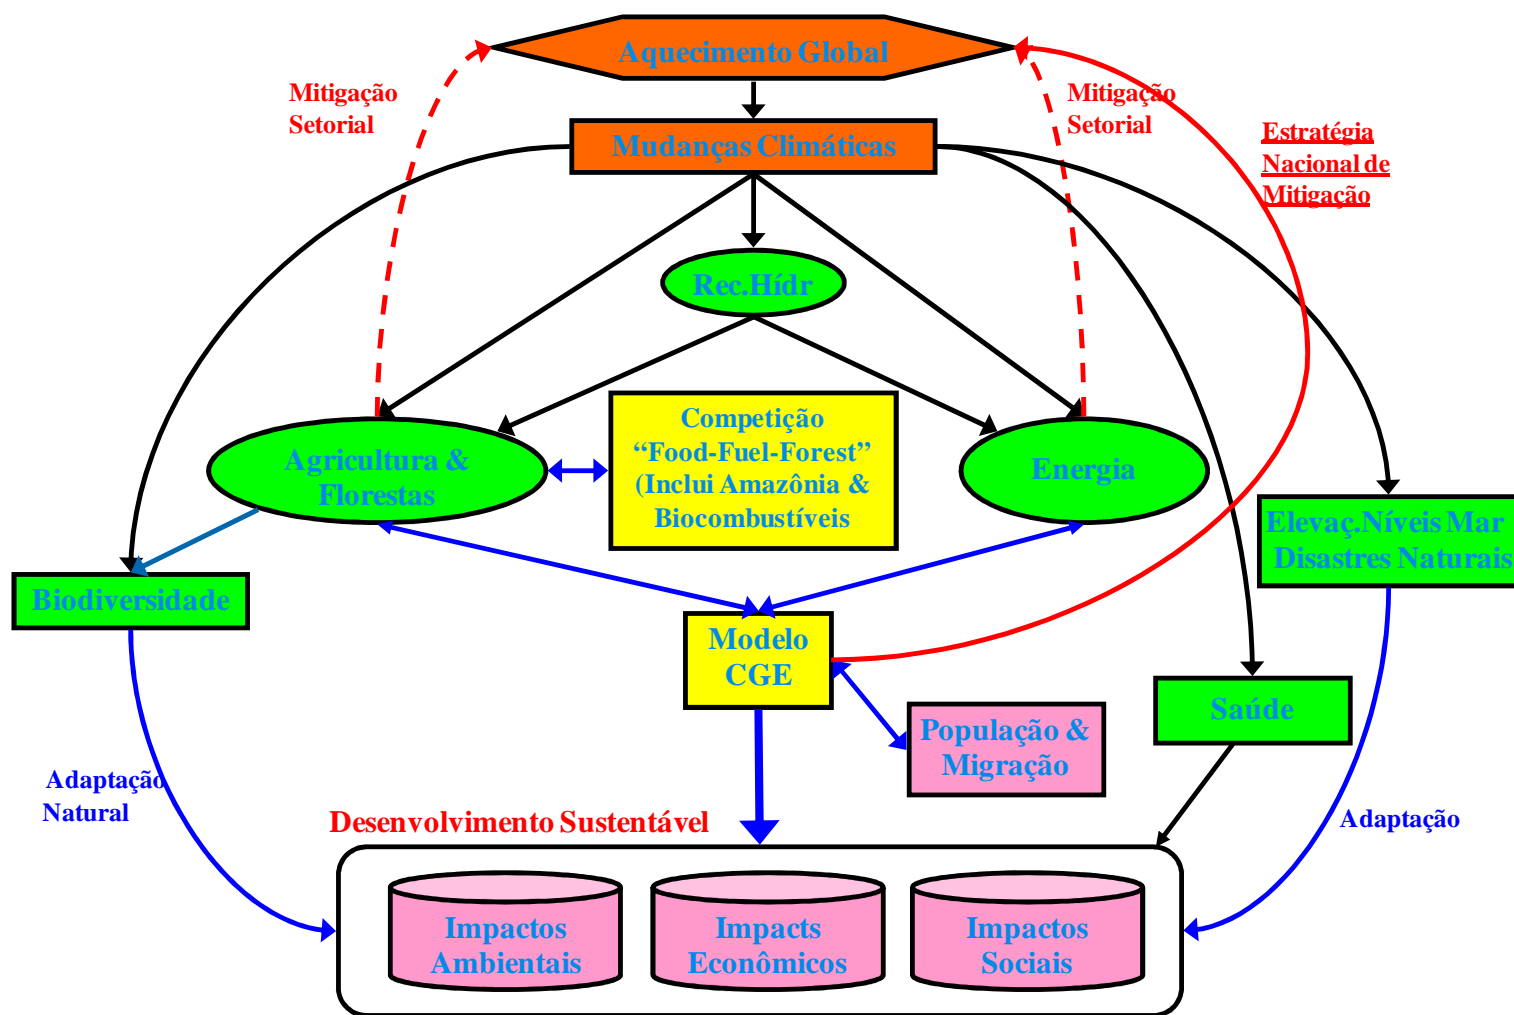 Aquecimento Global
Mitigação
Setorial
Mitigação
Setorial
Estratégia
Nacional de
Mitigação
Mudanças Climáticas
Rec.Hídr
Competição
“Food-Fuel-Forest”
(Inclui Amazônia &
Biocombustíveis
Agricultura &
Florestas
Energia
Elevaç.Níveis Mar
Disastres Naturais
Biodiversidade
Modelo
CGE
Saúde
População &
Migração
Adaptação
Natural
Desenvolvimento Sustentável
Adaptação
Impactos
Ambientais
Impacts
Econômicos
Impactos
Sociais